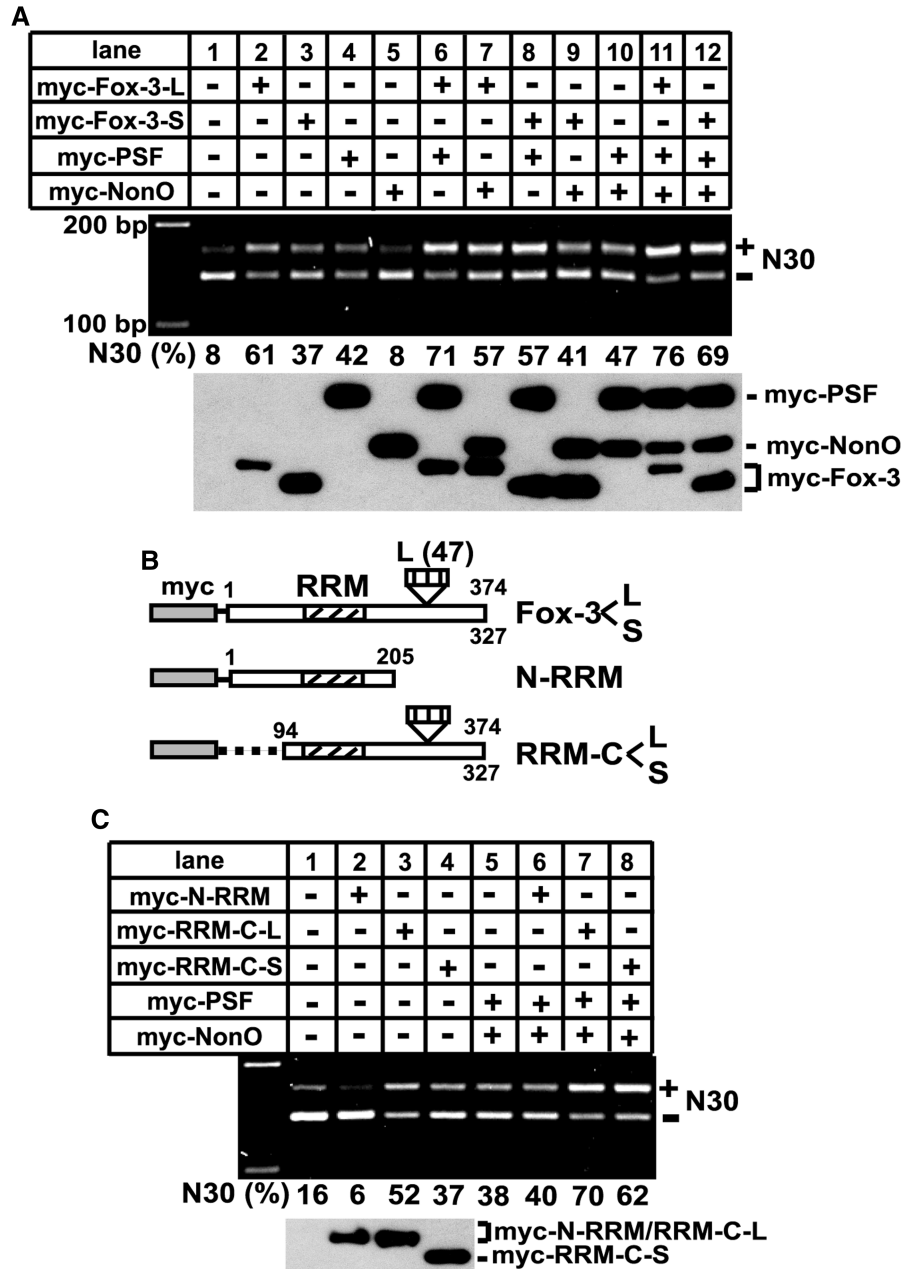 A
lane 1 2 3 4 5 6 7 8 9 10 11 12
myc-Fox-3-L - + - - - + + - - - + -
myc-Fox-3-S - - + - - - - + + - - +
myc-PSF - - - + - + - + - + + +
myc-NonO - - - - + - + - + + + +
200 bp
+
N30
-
100 bp
N30 (%) 8 61 37 42 8 71 57 57 41 47 76 69
- myc-PSF
- myc-NonO
myc-Fox-3
B
L (47)
myc 1 RRM 374
Fox-3< L
S
327
1 205
N-RRM
94 374
RRM-C< L
S
327
C
lane 1 2 3 4 5 6 7 8
myc-N-RRM - + - - - + - -
myc-RRM-C-L - - + - - - + -
myc-RRM-C-S - - - + - - - +
myc-PSF - - - - + + + +
myc-NonO - - - - + + + +
+
N30
-
N30 (%) 16 6 52 37 38 40 70 62
myc-N-RRM/RRM-C-L
- myc-RRM-C-S